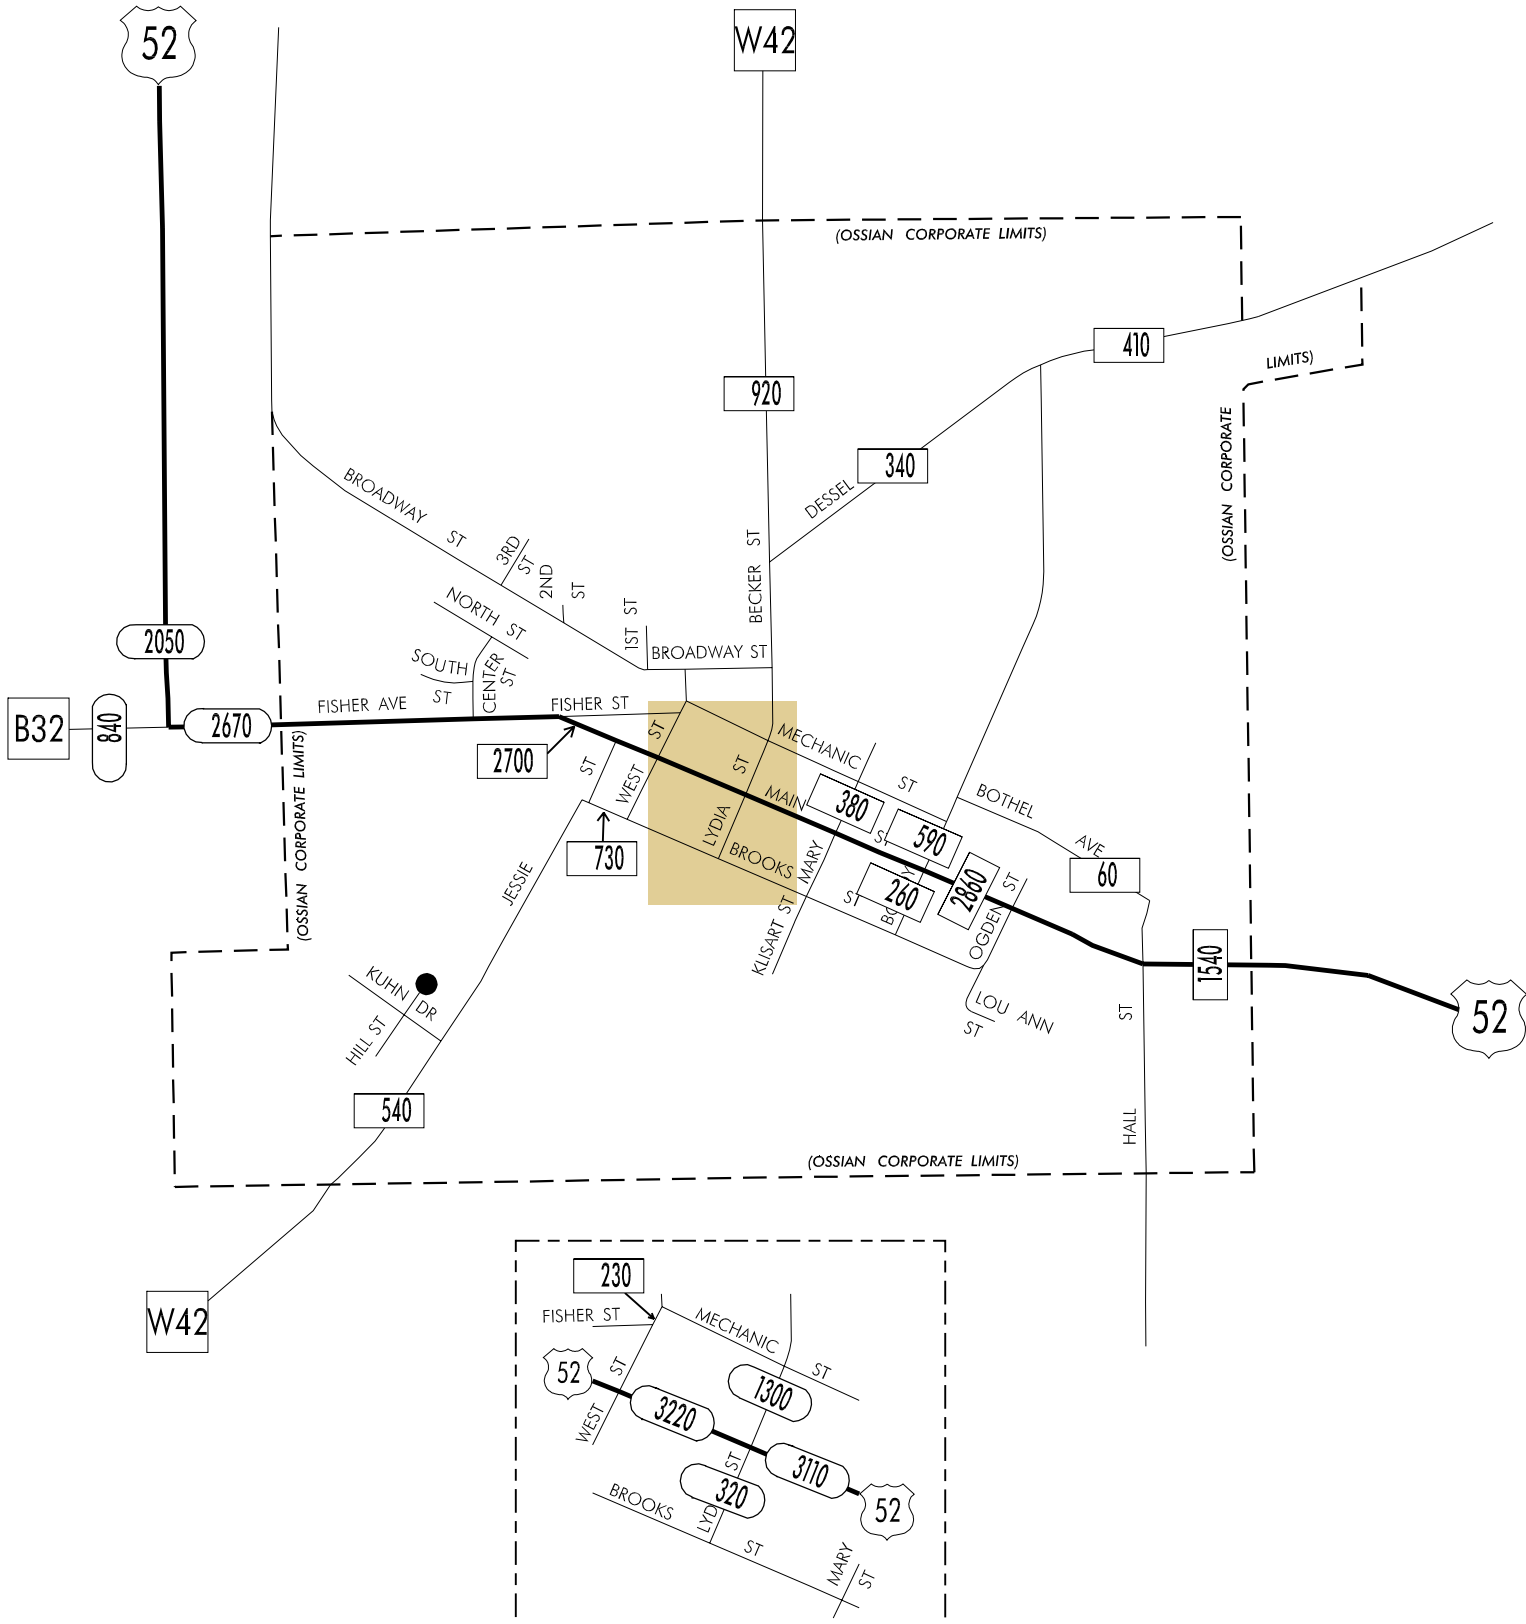 52
W42
(OSSIAN CORPORATE LIMITS)
410
LIMITS)
920
(OSSIAN CORPORATE
340
DESSEL
BROADWAY ST
3RD ST
2ND ST
BECKER ST
NORTH ST
1ST ST
2050
BROADWAY ST
SOUTH ST
CENTER ST
FISHER AVE
FISHER ST
B32
840
2670
2700
ST
WEST ST
LYDIA ST
MECHANIC ST
MAIN ST
380
590
BOTHEL AVE
60
730
BROOKS ST
MARY
260
2860
OGDEN ST
JESSIE
KLISART ST
(OSSIAN CORPORATE LIMITS)
1540
KUHN DR
HILL ST
LOU ANN ST
52
HALL ST
540
(OSSIAN CORPORATE LIMITS)
W42
230
FISHER ST
MECHANIC ST
52
WEST ST
1300
3220
ST
3110
320
LYD
52
BROOKS ST
MARY ST